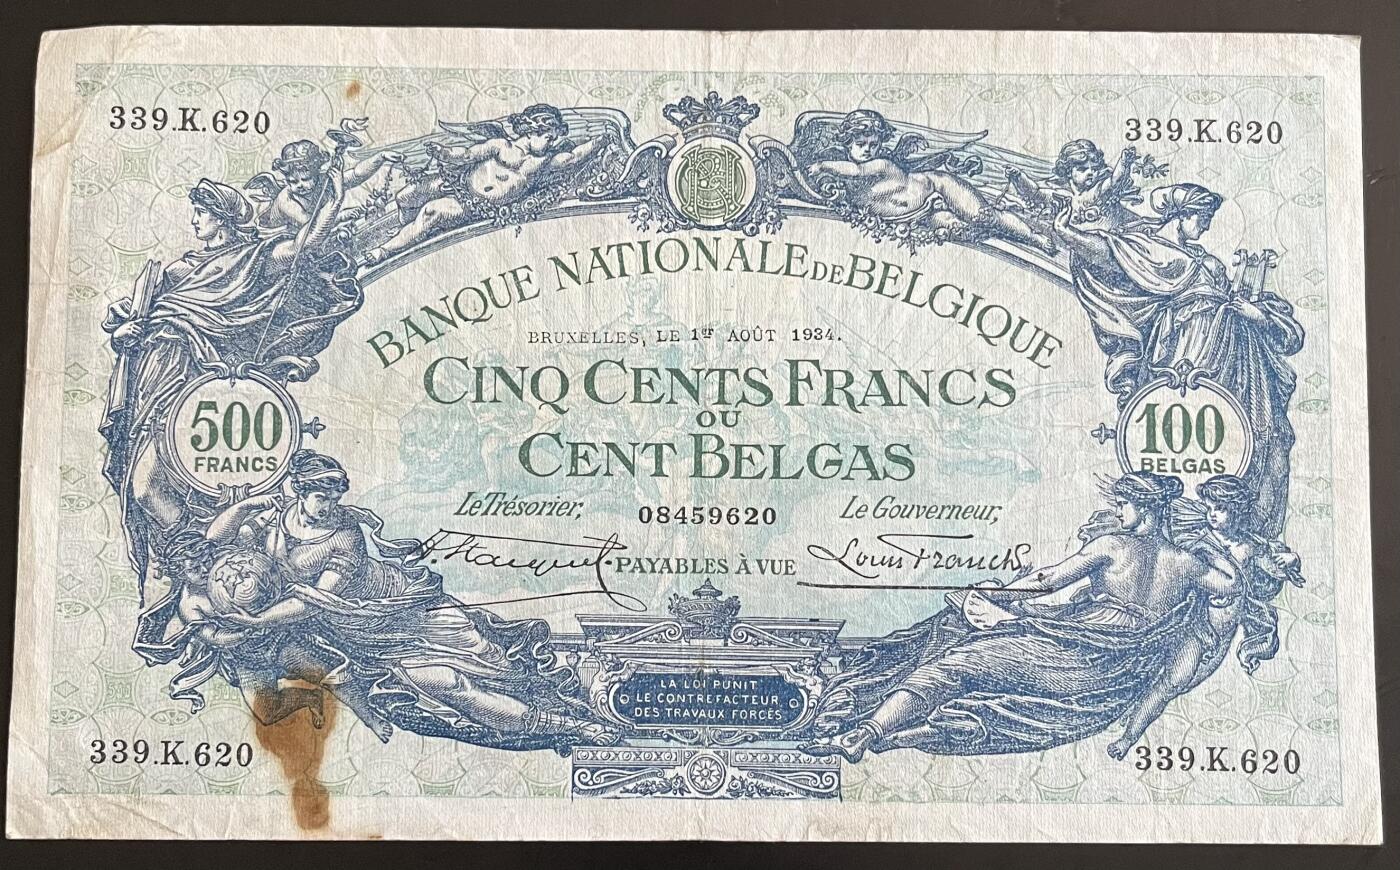 339.K.620
339.K.620
BANQUE NATIONALE DE BELGIQUE
BRUXELLES, LE 1er AOÛT 1934.
CINQ CENTS FRANCS
OU
CENT BELGAS
500
FRANCS
100
BELGAS
Le Trésorier,
08459620
Le Gouverneur,
PAYABLES À VUE
Louis Franck
LA LOI PUNIT
LE CONTREFACTEUR
DES TRAVAUX FORCÉS
339.K.620
339.K.620